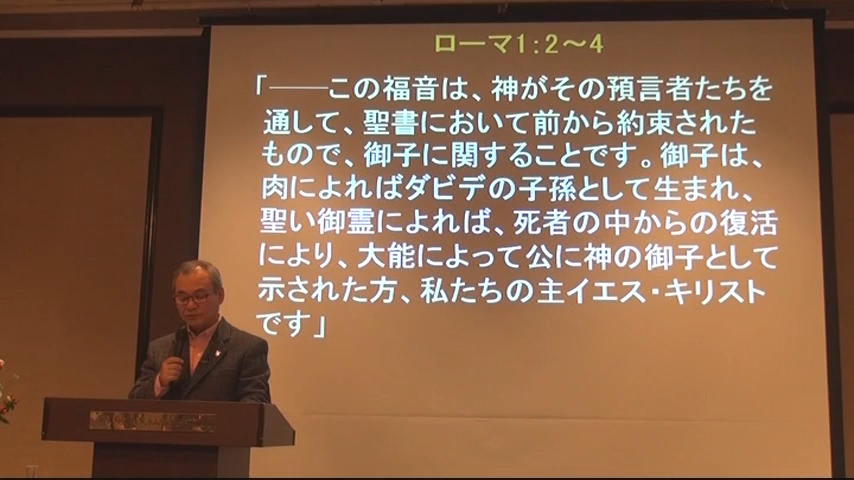 ローマ1：2～4
「――この福音は、神がその預言者たちを
通して、聖書において前から約束された
もので、御子に関することです。御子は、
肉によればダビデの子孫として生まれ、
聖い御霊によれば、死者の中からの復活
により、大能によって公に神の御子として
示された方、私たちの主イエス・キリスト
です」